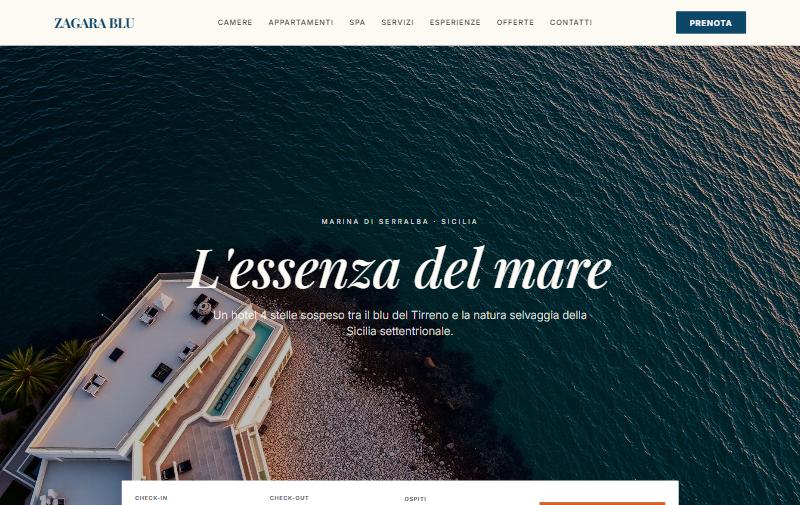 ZAGARA BLU
CAMERE APPARTAMENTI SPA SERVIZI ESPERIENZE OFFERTE CONTATTI
PRENOTA
MARINA DI SERRALBA · SICILIA
L'essenza del mare
Un hotel 4 stelle sospeso tra il blu del Tirreno e la natura selvaggia della
Sicilia settentrionale.
CHECK-IN CHECK-OUT OSPITI